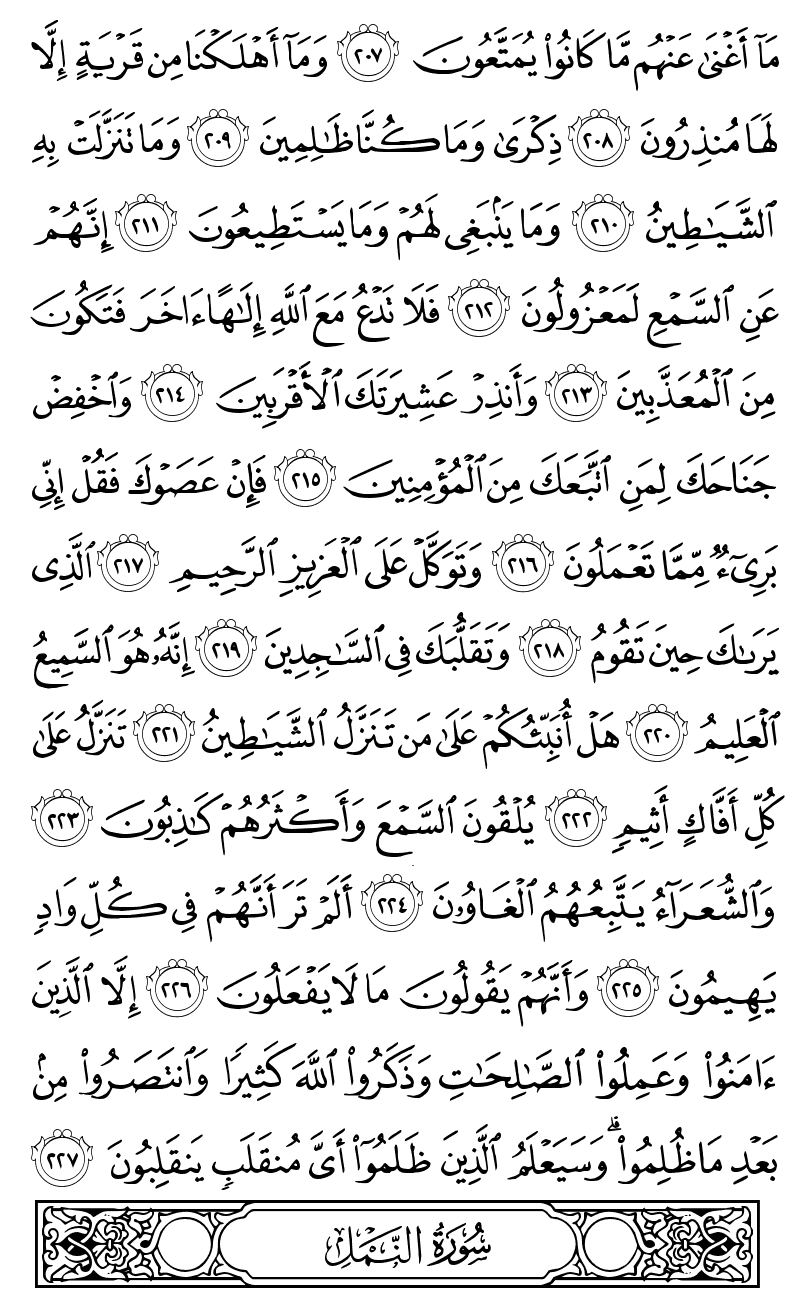 مَآ أَغْنَىٰ عَنْهُم مَّا كَانُوا۟ يُمَتَّعُونَ ٢٠٧ وَمَآ أَهْلَكْنَا مِن قَرْيَةٍ إِلَّا
لَهَا مُنذِرُونَ ٢٠٨ ذِكْرَىٰ وَمَا كُنَّا ظَـٰلِمِينَ ٢٠٩ وَمَا تَنَزَّلَتْ بِهِ
ٱلشَّيَـٰطِينُ ٢١٠ وَمَا يَنۢبَغِى لَهُمْ وَمَا يَسْتَطِيعُونَ ٢١١ إِنَّهُمْ
عَنِ ٱلسَّمْعِ لَمَعْزُولُونَ ٢١٢ فَلَا تَدْعُ مَعَ ٱللَّهِ إِلَـٰهًا ءَاخَرَ فَتَكُونَ
مِنَ ٱلْمُعَذَّبِينَ ٢١٣ وَأَنذِرْ عَشِيرَتَكَ ٱلْأَقْرَبِينَ ٢١٤ وَٱخْفِضْ
جَنَاحَكَ لِمَنِ ٱتَّبَعَكَ مِنَ ٱلْمُؤْمِنِينَ ٢١٥ فَإِنْ عَصَوْكَ فَقُلْ إِنِّى
بَرِىٓءٌ مِّمَّا تَعْمَلُونَ ٢١٦ وَتَوَكَّلْ عَلَى ٱلْعَزِيزِ ٱلرَّحِيمِ ٢١٧ ٱلَّذِى
يَرَىٰكَ حِينَ تَقُومُ ٢١٨ وَتَقَلُّبَكَ فِى ٱلسَّـٰجِدِينَ ٢١٩ إِنَّهُۥ هُوَ ٱلسَّمِيعُ
ٱلْعَلِيمُ ٢٢٠ هَلْ أُنَبِّئُكُمْ عَلَىٰ مَن تَنَزَّلُ ٱلشَّيَـٰطِينُ ٢٢١ تَنَزَّلُ عَلَىٰ
كُلِّ أَفَّاكٍ أَثِيمٍ ٢٢٢ يُلْقُونَ ٱلسَّمْعَ وَأَكْثَرُهُمْ كَـٰذِبُونَ ٢٢٣
وَٱلشُّعَرَآءُ يَتَّبِعُهُمُ ٱلْغَاوُۥنَ ٢٢٤ أَلَمْ تَرَ أَنَّهُمْ فِى كُلِّ وَادٍ
يَهِيمُونَ ٢٢٥ وَأَنَّهُمْ يَقُولُونَ مَا لَا يَفْعَلُونَ ٢٢٦ إِلَّا ٱلَّذِينَ
ءَامَنُوا۟ وَعَمِلُوا۟ ٱلصَّـٰلِحَـٰتِ وَذَكَرُوا۟ ٱللَّهَ كَثِيرًا وَٱنتَصَرُوا۟ مِنۢ
بَعْدِ مَا ظُلِمُوا۟ ۗ وَسَيَعْلَمُ ٱلَّذِينَ ظَلَمُوٓا۟ أَىَّ مُنقَلَبٍ يَنقَلِبُونَ ٢٢٧
سُورَةُ النَّمْلِ